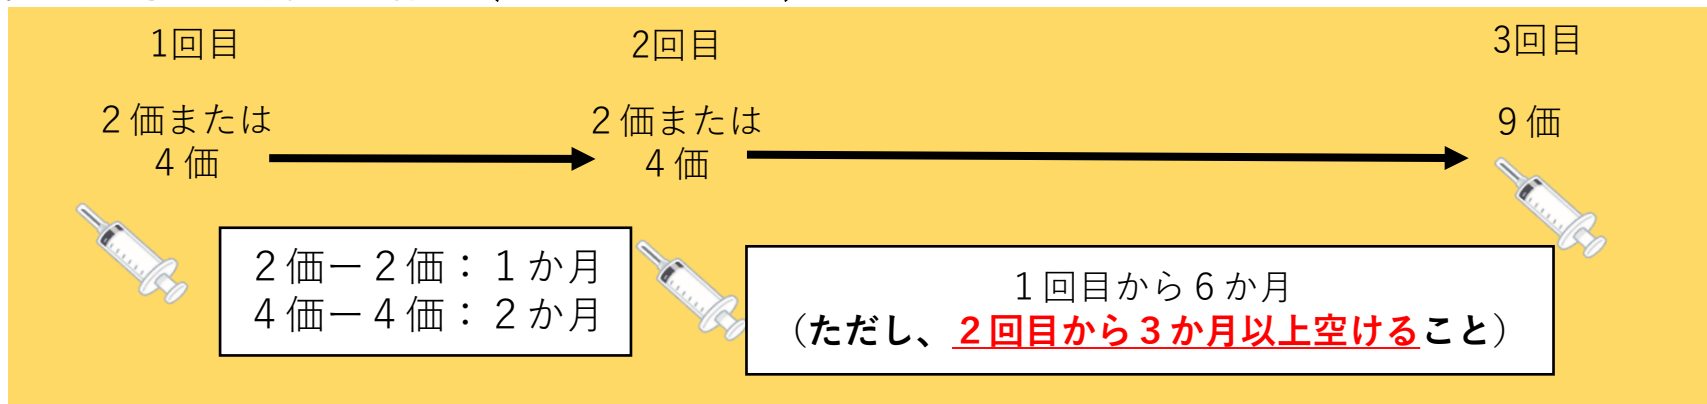 1回目
2回目
3回目
２価または
４価
２価または
４価
９価
２価ー２価：１か月
４価ー４価：２か月
１回目から６か月
（ただし、２回目から３か月以上空けること）